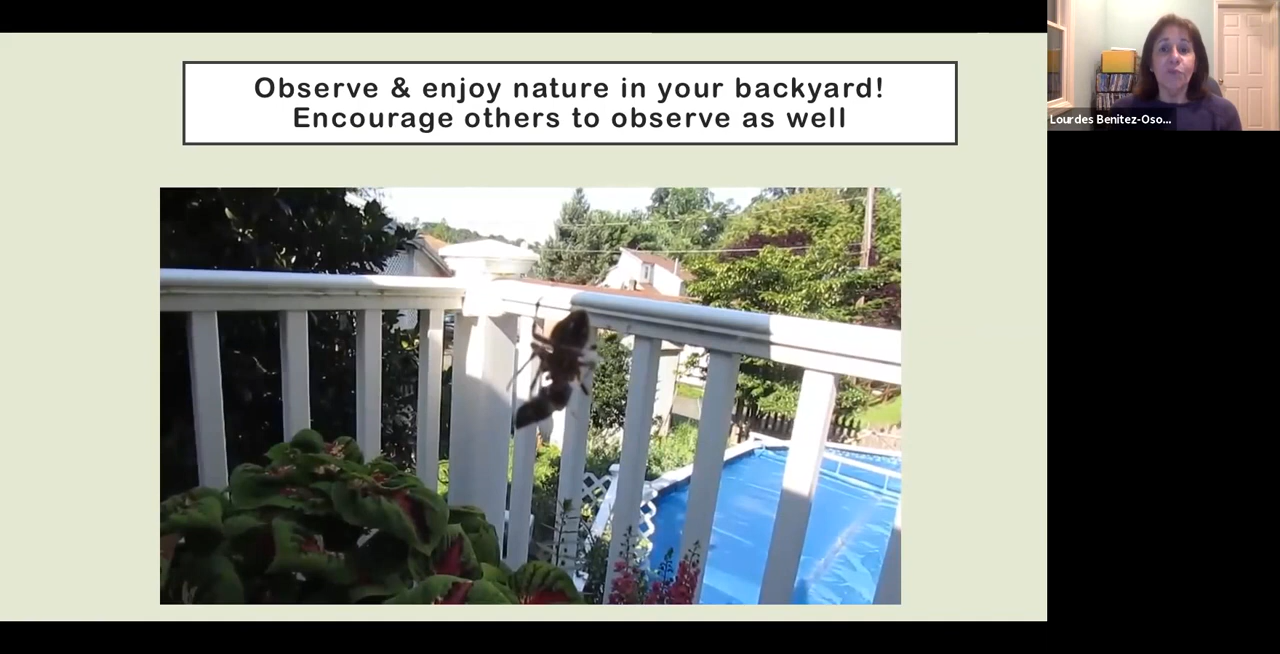 Observe & enjoy nature in your backyard!
Encourage others to observe as well
Lourdes Benitez-Oso...